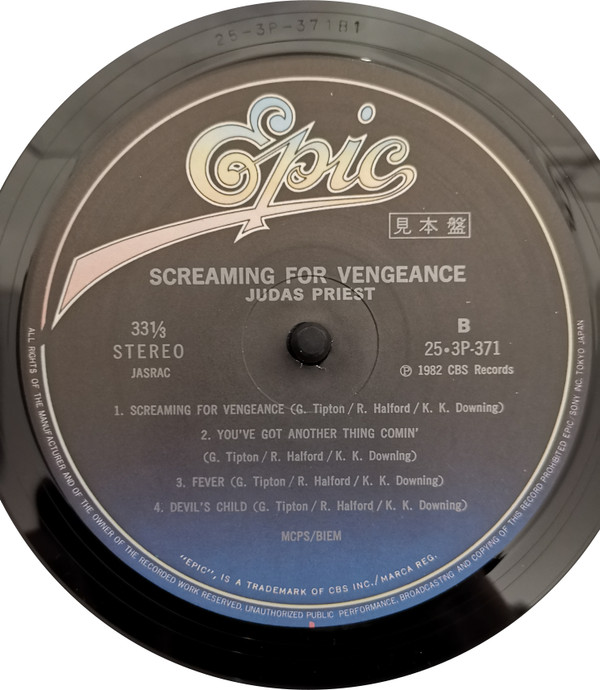 25-3P-371B1
Epic
見本盤
SCREAMING FOR VENGEANCE
JUDAS PRIEST
33⅓
STEREO
JASRAC
B
25•3P-371
Ⓟ 1982 CBS Records
1. SCREAMING FOR VENGEANCE (G. Tipton / R. Halford / K. K. Downing)
2. YOU'VE GOT ANOTHER THING COMIN'
(G. Tipton / R. Halford / K. K. Downing)
3. FEVER (G. Tipton / R. Halford / K. K. Downing)
4. DEVIL'S CHILD (G. Tipton / R. Halford / K. K. Downing)
MCPS/BIEM
"EPIC", IS A TRADEMARK OF CBS INC./MARCA REG.
ALL RIGHTS OF THE MANUFACTURER AND OF THE OWNER OF THE RECORDED WORK RESERVED, UNAUTHORIZED PUBLIC PERFORMANCE, BROADCASTING AND COPYING OF THIS RECORD PROHIBITED EPIC/SONY INC. TOKYO JAPAN